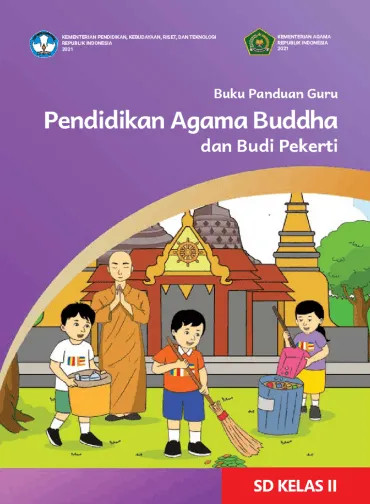 KEMENTERIAN PENDIDIKAN, KEBUDAYAAN, RISET, DAN TEKNOLOGI
REPUBLIK INDONESIA
2021
KEMENTERIAN AGAMA
REPUBLIK INDONESIA
2021
Buku Panduan Guru
Pendidikan Agama Buddha
dan Budi Pekerti
SD KELAS II